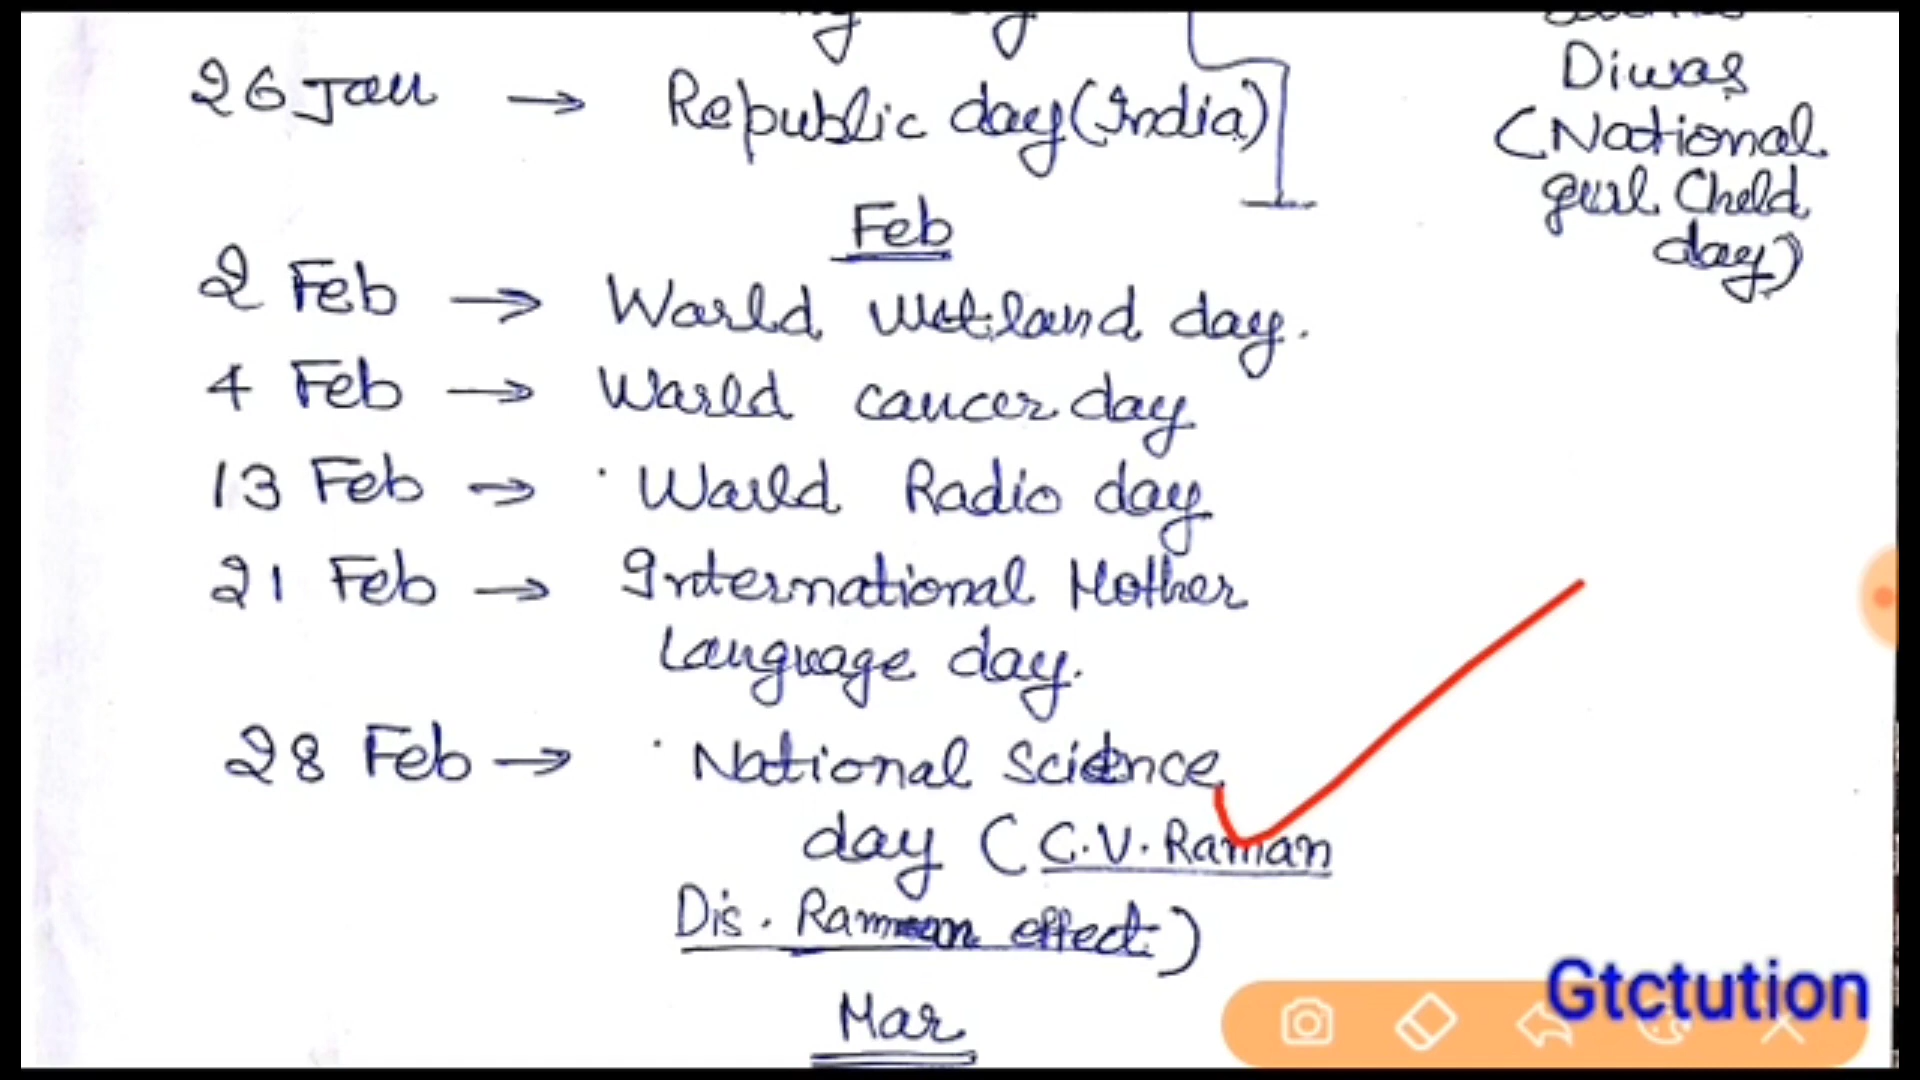 26 Jan → Republic day (India)
Diwas
(National
girl Child
day)
Feb
2 Feb → World Wetland day.
4 Feb → World cancer day
13 Feb → World Radio day
21 Feb → International Mother
Language day.
28 Feb → National Science
day (C.V. Raman
Dis. Raman effect)
Mar
Gtctution